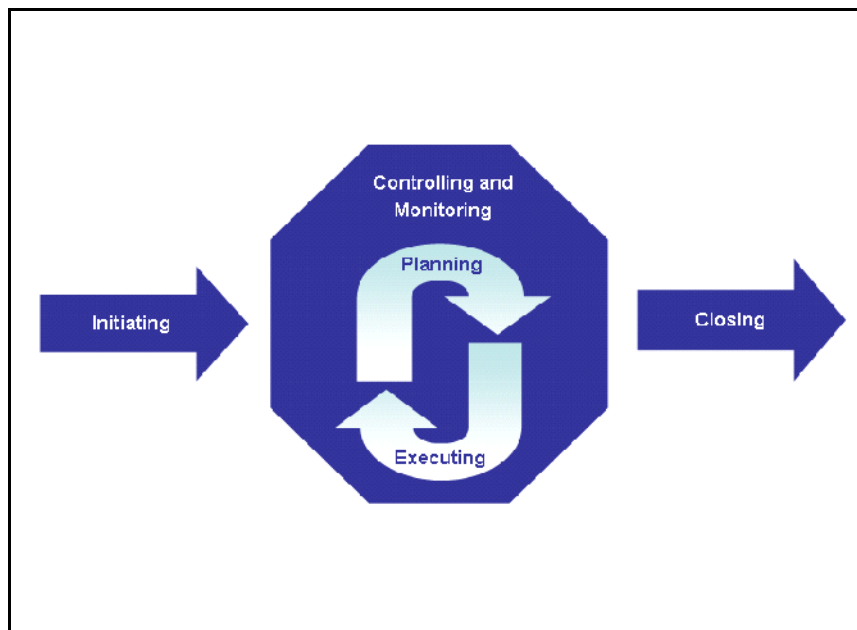 Controlling and
Monitoring
Planning
Initiating
Closing
Executing